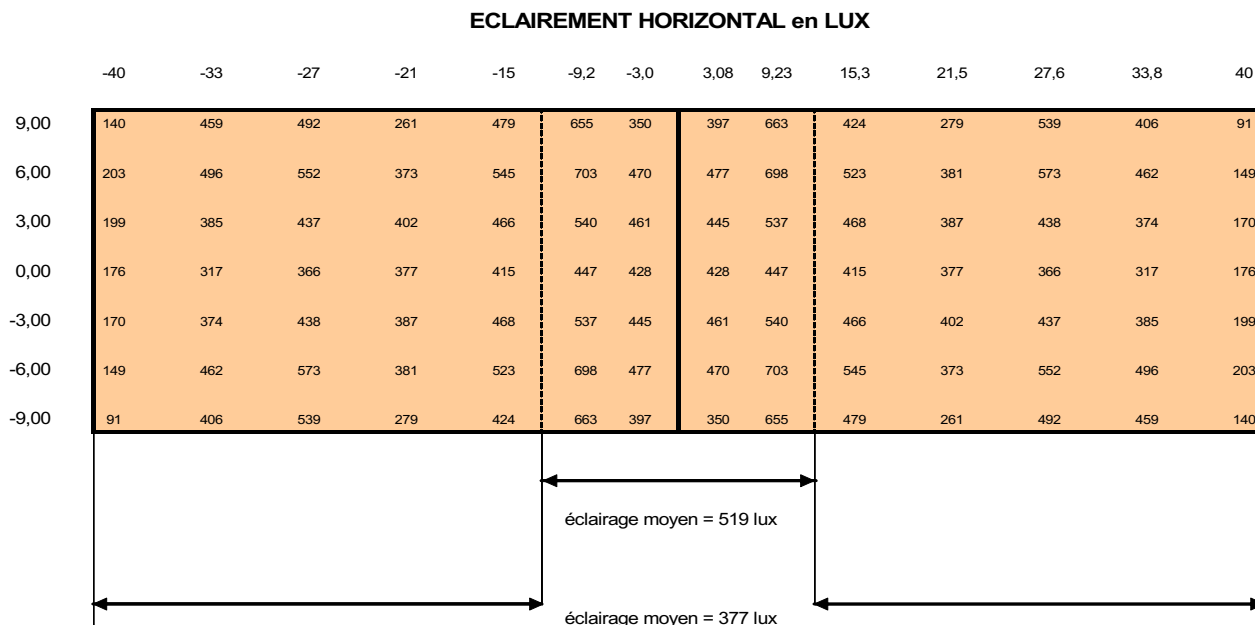 ECLAIREMENT HORIZONTAL en LUX
-40 -33 -27 -21 -15 -9,2 -3,0 3,08 9,23 15,3 21,5 27,6 33,8 40
9,00 140 459 492 261 479 655 350 397 663 424 279 539 406 91
6,00 203 496 552 373 545 703 470 477 698 523 381 573 462 149
3,00 199 385 437 402 466 540 461 445 537 468 387 438 374 170
0,00 176 317 366 377 415 447 428 428 447 415 377 366 317 176
-3,00 170 374 438 387 468 537 445 461 540 466 402 437 385 199
-6,00 149 462 573 381 523 698 477 470 703 545 373 552 496 203
-9,00 91 406 539 279 424 663 397 350 655 479 261 492 459 140
éclairage moyen = 519 lux
éclairage moyen = 377 lux